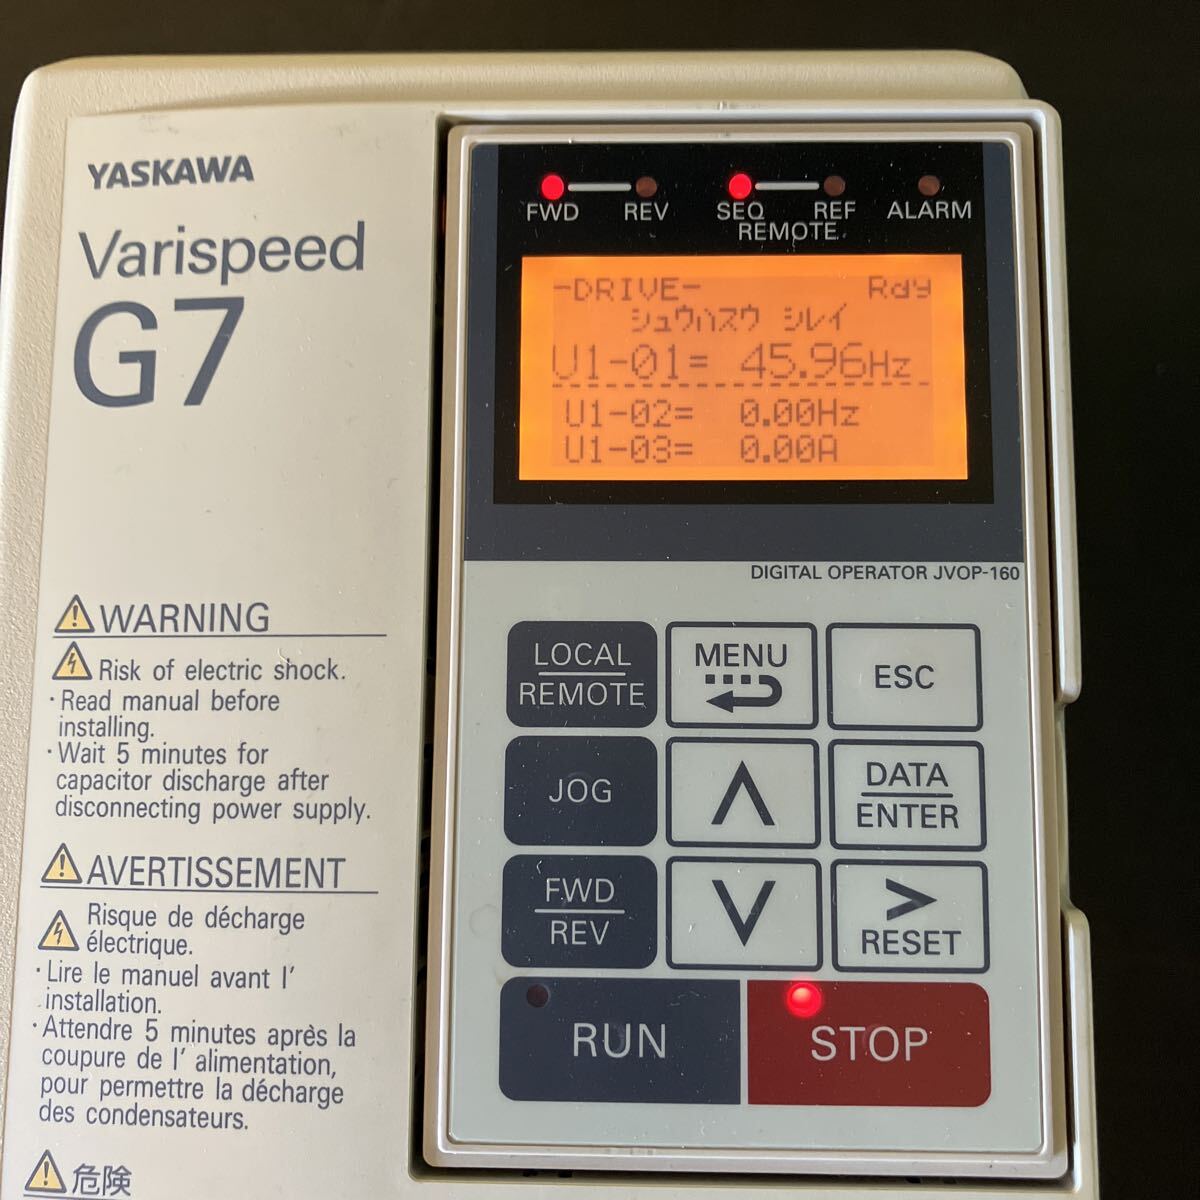 YASKAWA
Varispeed
G7
WARNING
Risk of electric shock.
・Read manual before
installing.
・Wait 5 minutes for
capacitor discharge after
disconnecting power supply.
AVERTISSEMENT
Risque de décharge
électrique.
・Lire le manuel avant l'
installation.
・Attendre 5 minutes après la
coupure de l' alimentation,
pour permettre la décharge
des condensateurs.
危険
FWD REV SEQ REF ALARM
REMOTE
-DRIVE- Rdy
シュウハスウ シレイ
U1-01= 45.96Hz
U1-02= 0.00Hz
U1-03= 0.00A
DIGITAL OPERATOR JVOP-160
LOCAL
REMOTE
MENU
ESC
JOG
DATA
ENTER
FWD
REV
>
RESET
RUN
STOP